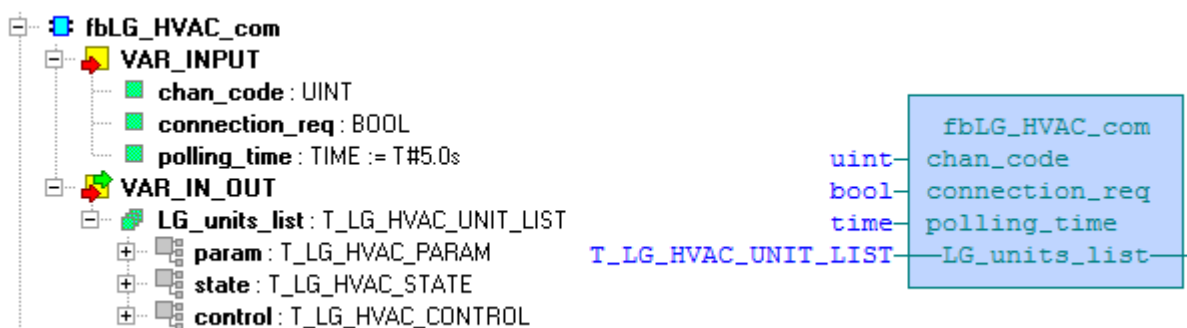 fbLG_HVAC_com
VAR_INPUT
chan_code : UINT
connection_req : BOOL
polling_time : TIME := T#5.0s
VAR_IN_OUT
LG_units_list : T_LG_HVAC_UNIT_LIST
param : T_LG_HVAC_PARAM
state : T_LG_HVAC_STATE
control : T_LG_HVAC_CONTROL
fbLG_HVAC_com
uint chan_code
bool connection_req
time polling_time
T_LG_HVAC_UNIT_LIST LG_units_list